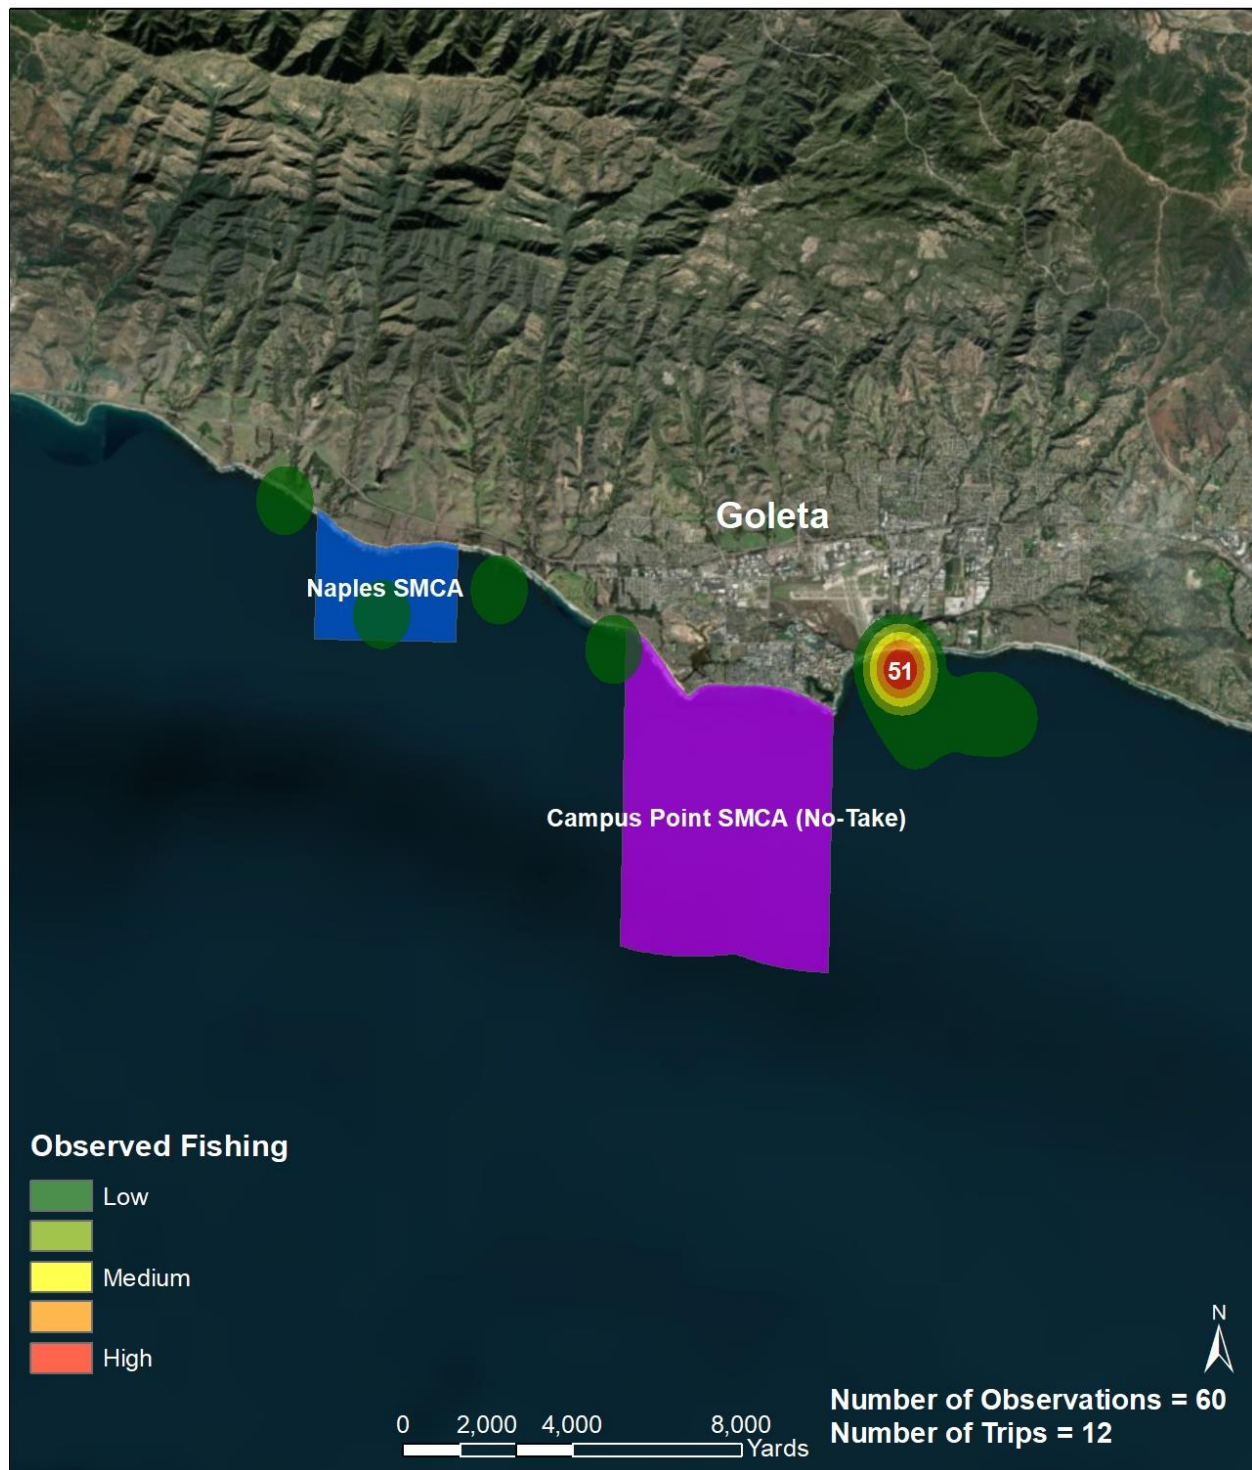 Goleta
Naples SMCA
51
Campus Point SMCA (No-Take)
Observed Fishing
Low
Medium
High
N
0 2,000 4,000 8,000
Yards
Number of Observations = 60
Number of Trips = 12